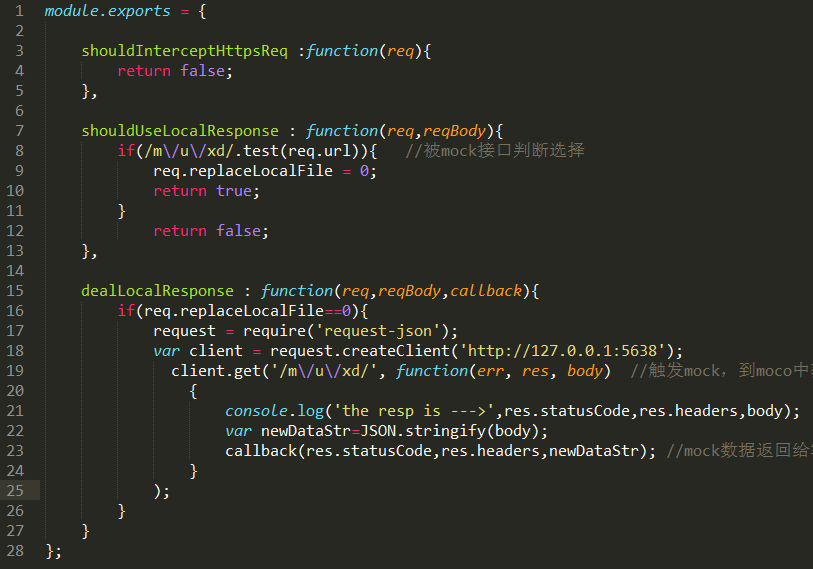 1 module.exports = {
2
3 shouldInterceptHttpsReq :function(req){
4 return false;
5 },
6
7 shouldUseLocalResponse : function(req,reqBody){
8 if(/m\/u\/xd/.test(req.url)){ //被mock接口判断选择
9 req.replaceLocalFile = 0;
10 return true;
11 }
12 return false;
13 },
14
15 dealLocalResponse : function(req,reqBody,callback){
16 if(req.replaceLocalFile==0){
17 request = require('request-json');
18 var client = request.createClient('http://127.0.0.1:5638');
19 client.get('/m\/u\/xd/', function(err, res, body) //触发mock，到moco中
20 {
21 console.log('the resp is --->',res.statusCode,res.headers,body);
22 var newDataStr=JSON.stringify(body);
23 callback(res.statusCode,res.headers,newDataStr); //mock数据返回给
24 }
25 );
26 }
27 }
28 };